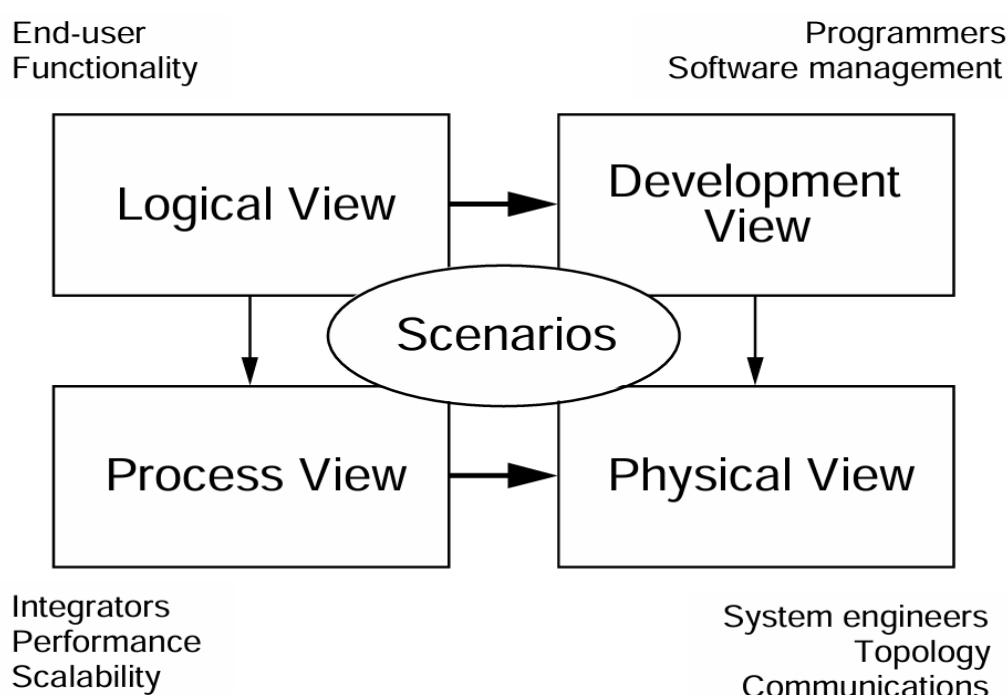 End-user
Functionality
Programmers
Software management
Logical View
Development
View
Scenarios
Process View
Physical View
Integrators
Performance
Scalability
System engineers
Topology
Communications